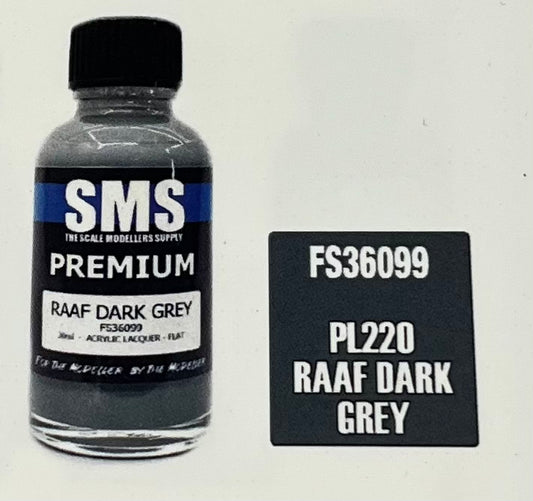 SMS
THE SCALE MODELLERS SUPPLY
PREMIUM
RAAF DARK GREY
FS36099
30ml - ACRYLIC LACQUER - FLAT
FOR THE MODELLER BY THE MODELLER
FS36099
PL220
RAAF DARK
GREY